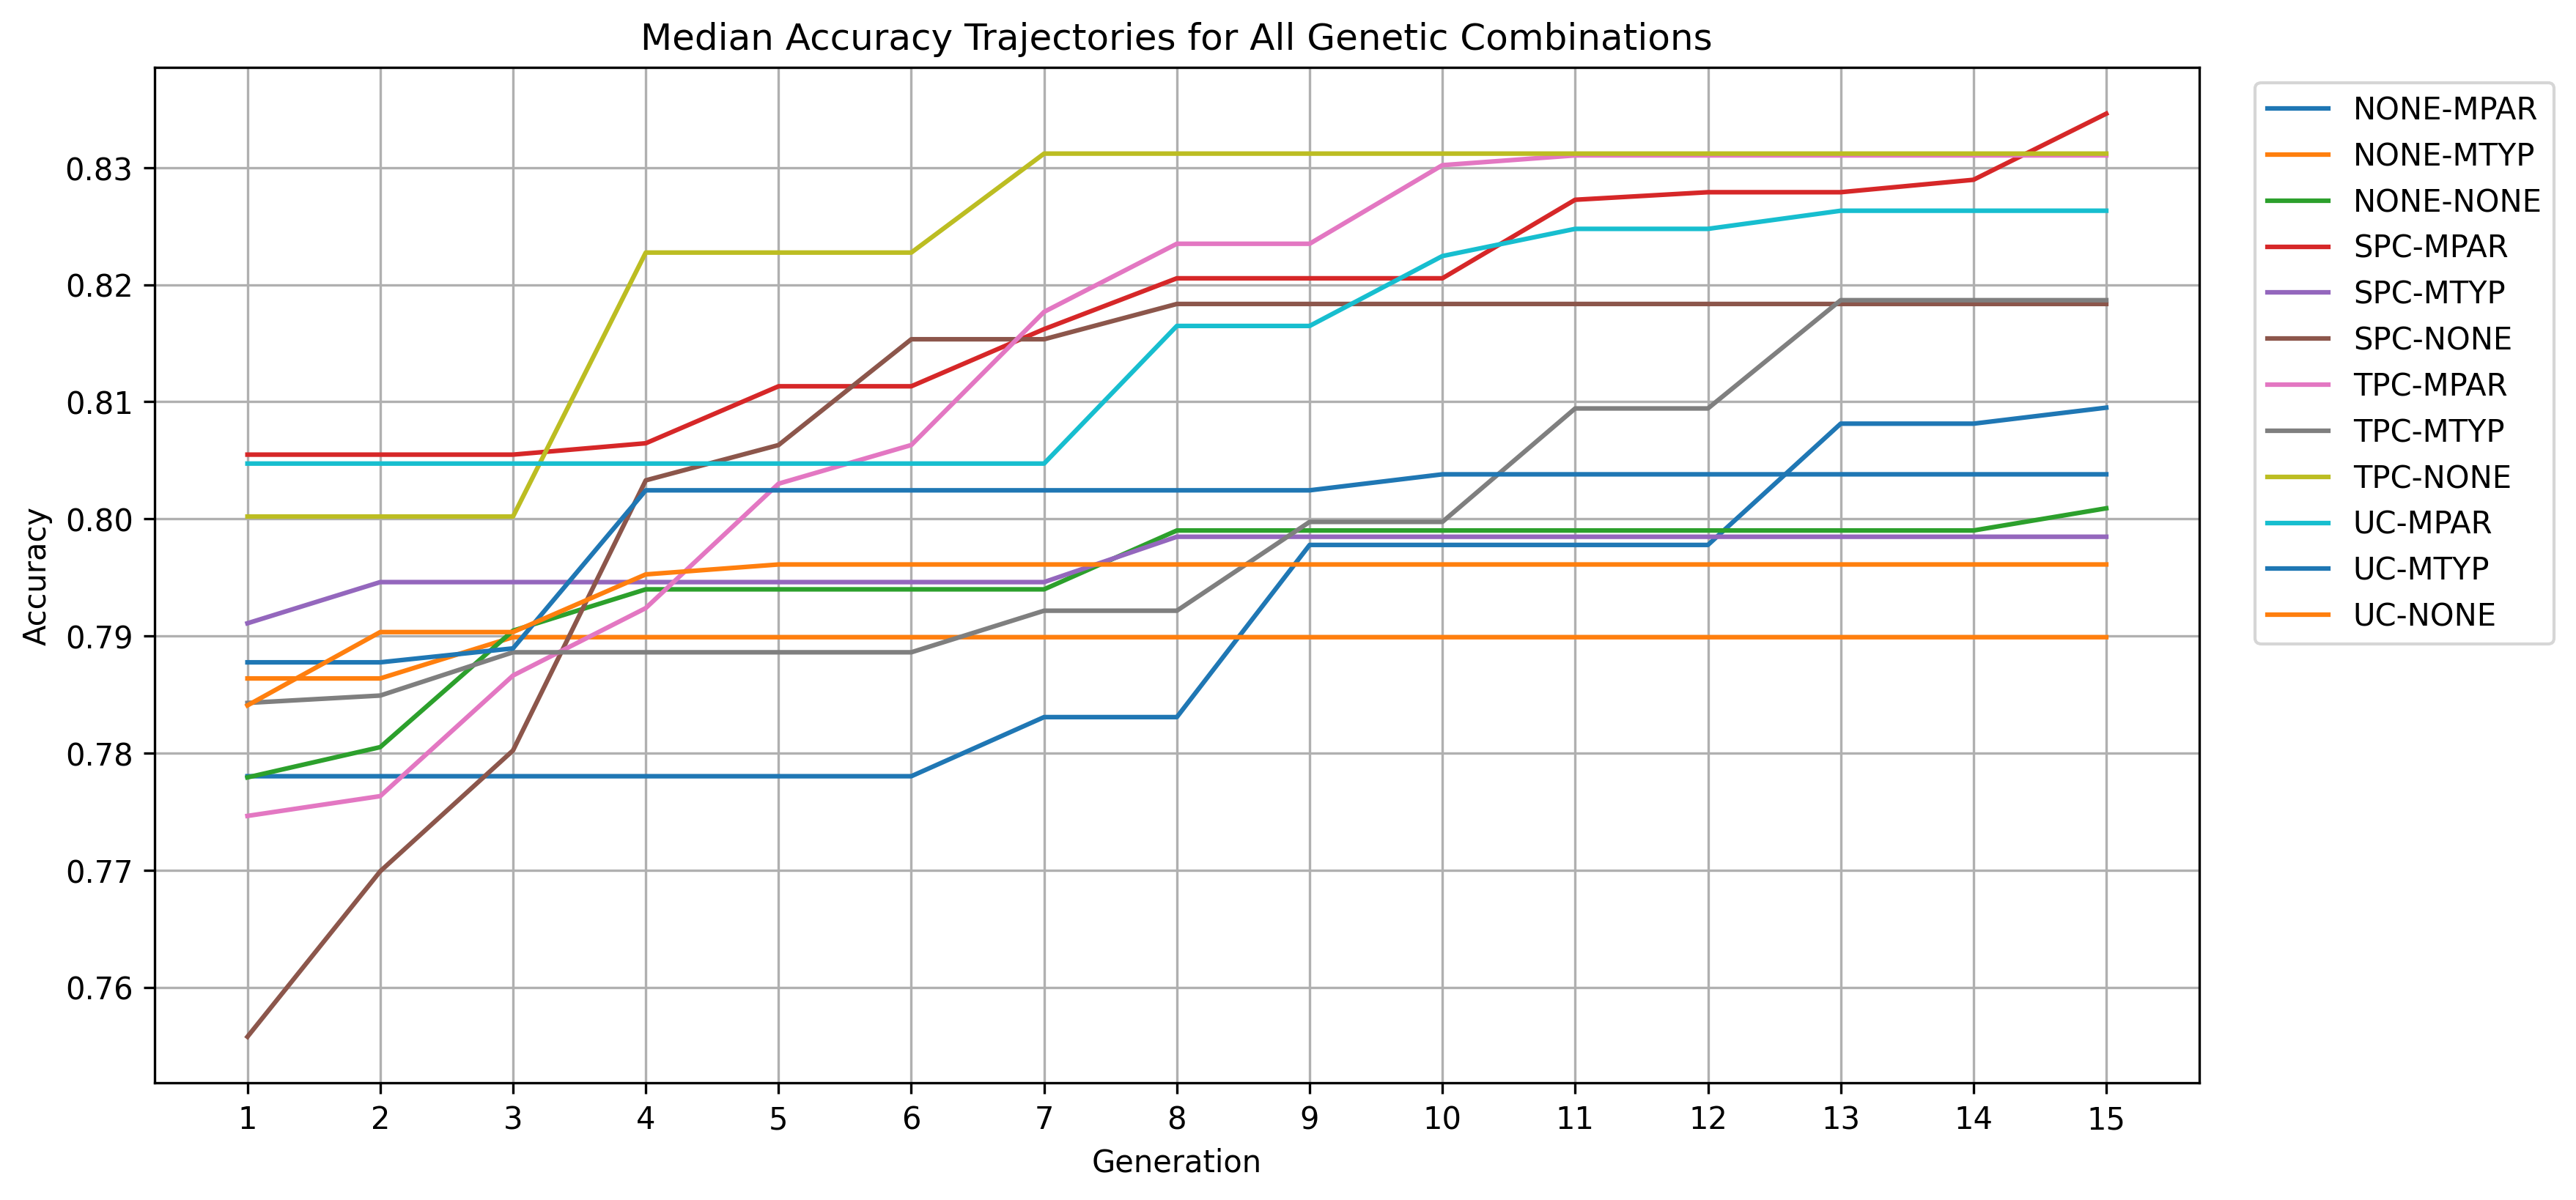 Median Accuracy Trajectories for All Genetic Combinations
Accuracy
0.83
0.82
0.81
0.80
0.79
0.78
0.77
0.76
1 2 3 4 5 6 7 8 9 10 11 12 13 14 15
Generation
NONE-MPAR
NONE-MTYP
NONE-NONE
SPC-MPAR
SPC-MTYP
SPC-NONE
TPC-MPAR
TPC-MTYP
TPC-NONE
UC-MPAR
UC-MTYP
UC-NONE